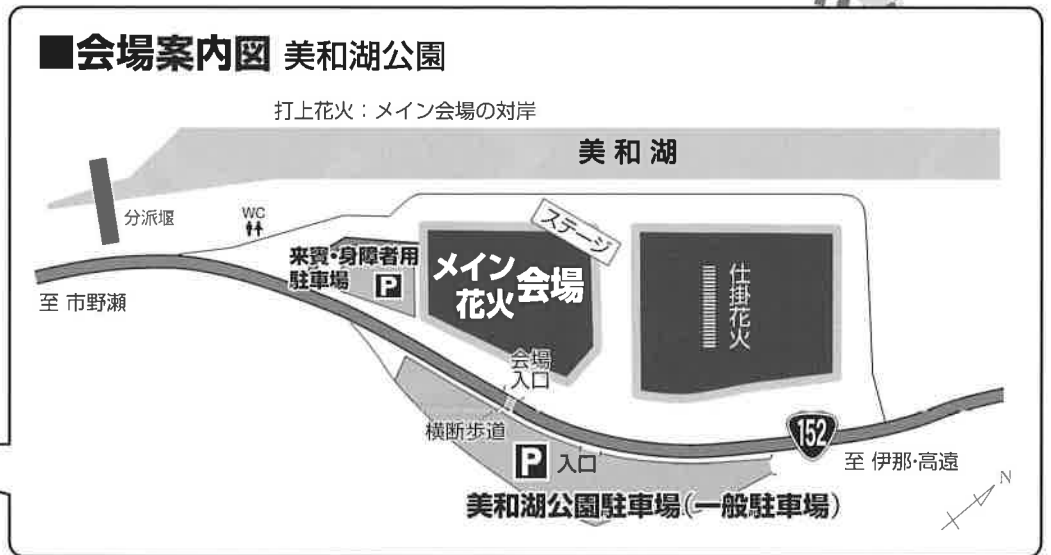 ■会場案内図 美和湖公園
打上花火：メイン会場の対岸
美和湖
分派堰
WC
ステージ
来賓・身障者用
駐車場
P
メイン
花火会場
仕掛花火
至 市野瀬
会場
入口
横断歩道
P 入口
152
至 伊那・高遠
美和湖公園駐車場（一般駐車場）
N